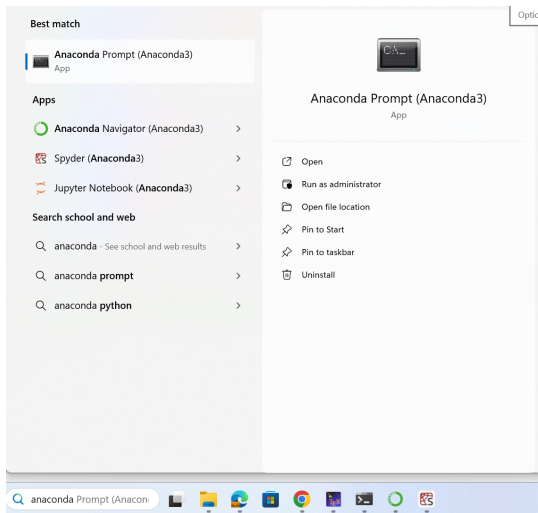 Optic
Best match
Anaconda Prompt (Anaconda3)
App
Apps
Anaconda Navigator (Anaconda3)
Spyder (Anaconda3)
Jupyter Notebook (Anaconda3)
Search school and web
anaconda - See school and web results
anaconda prompt
anaconda python
Anaconda Prompt (Anaconda3)
App
Open
Run as administrator
Open file location
Pin to Start
Pin to taskbar
Uninstall
anaconda Prompt (Anacon